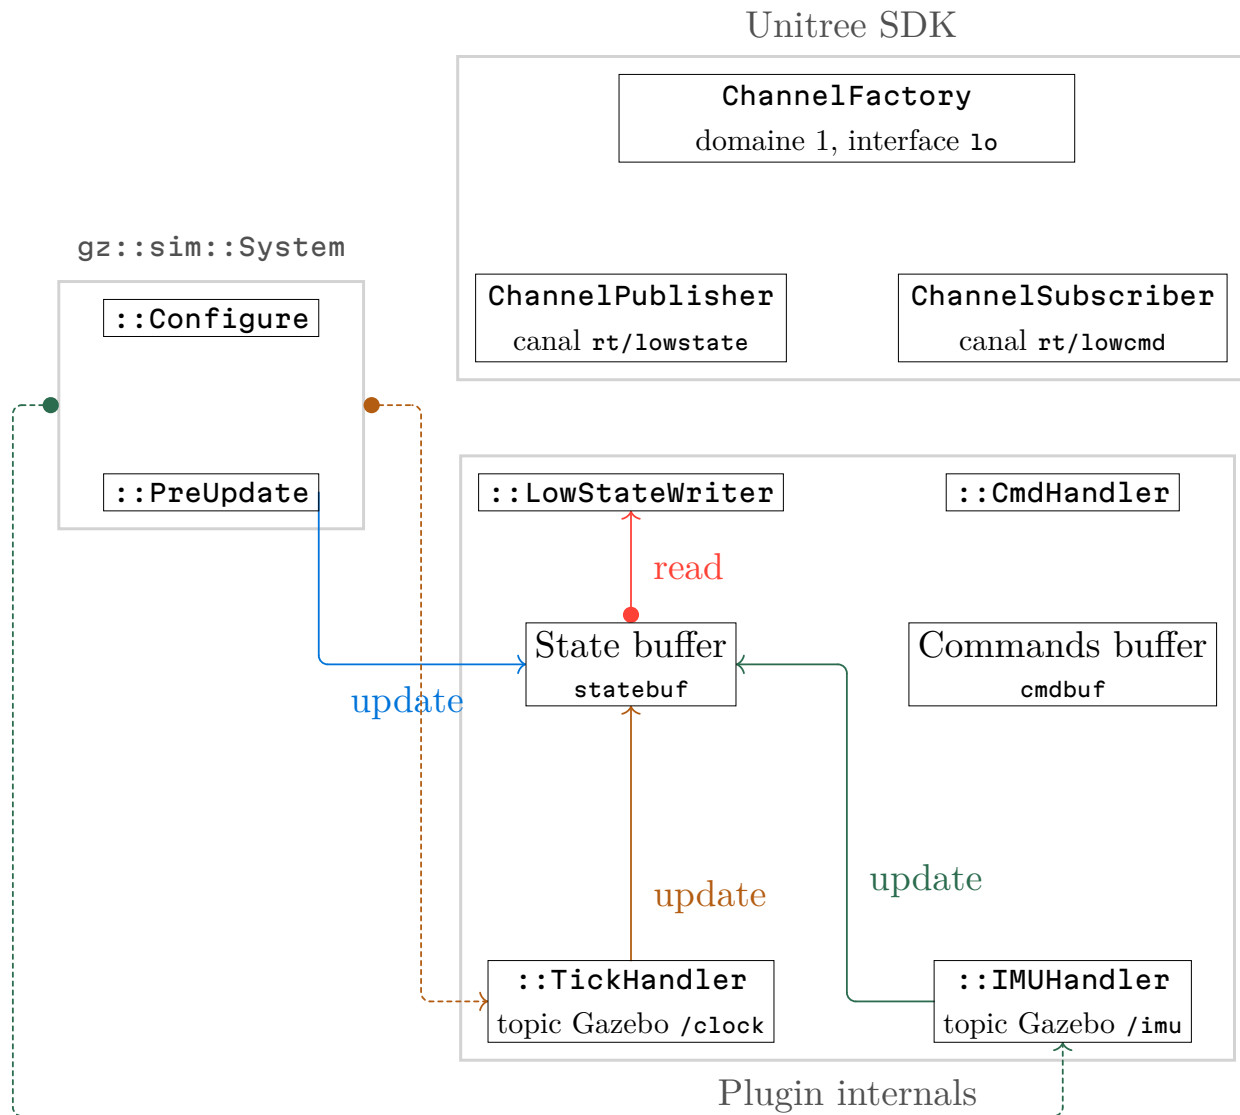 Unitree SDK
ChannelFactory
domaine 1, interface lo
gz::sim::System
::Configure
ChannelPublisher
canal rt/lowstate
ChannelSubscriber
canal rt/lowcmd
::PreUpdate
::LowStateWriter
::CmdHandler
read
State buffer
statebuf
Commands buffer
cmdbuf
update
update
update
::TickHandler
topic Gazebo /clock
::IMUHandler
topic Gazebo /imu
Plugin internals